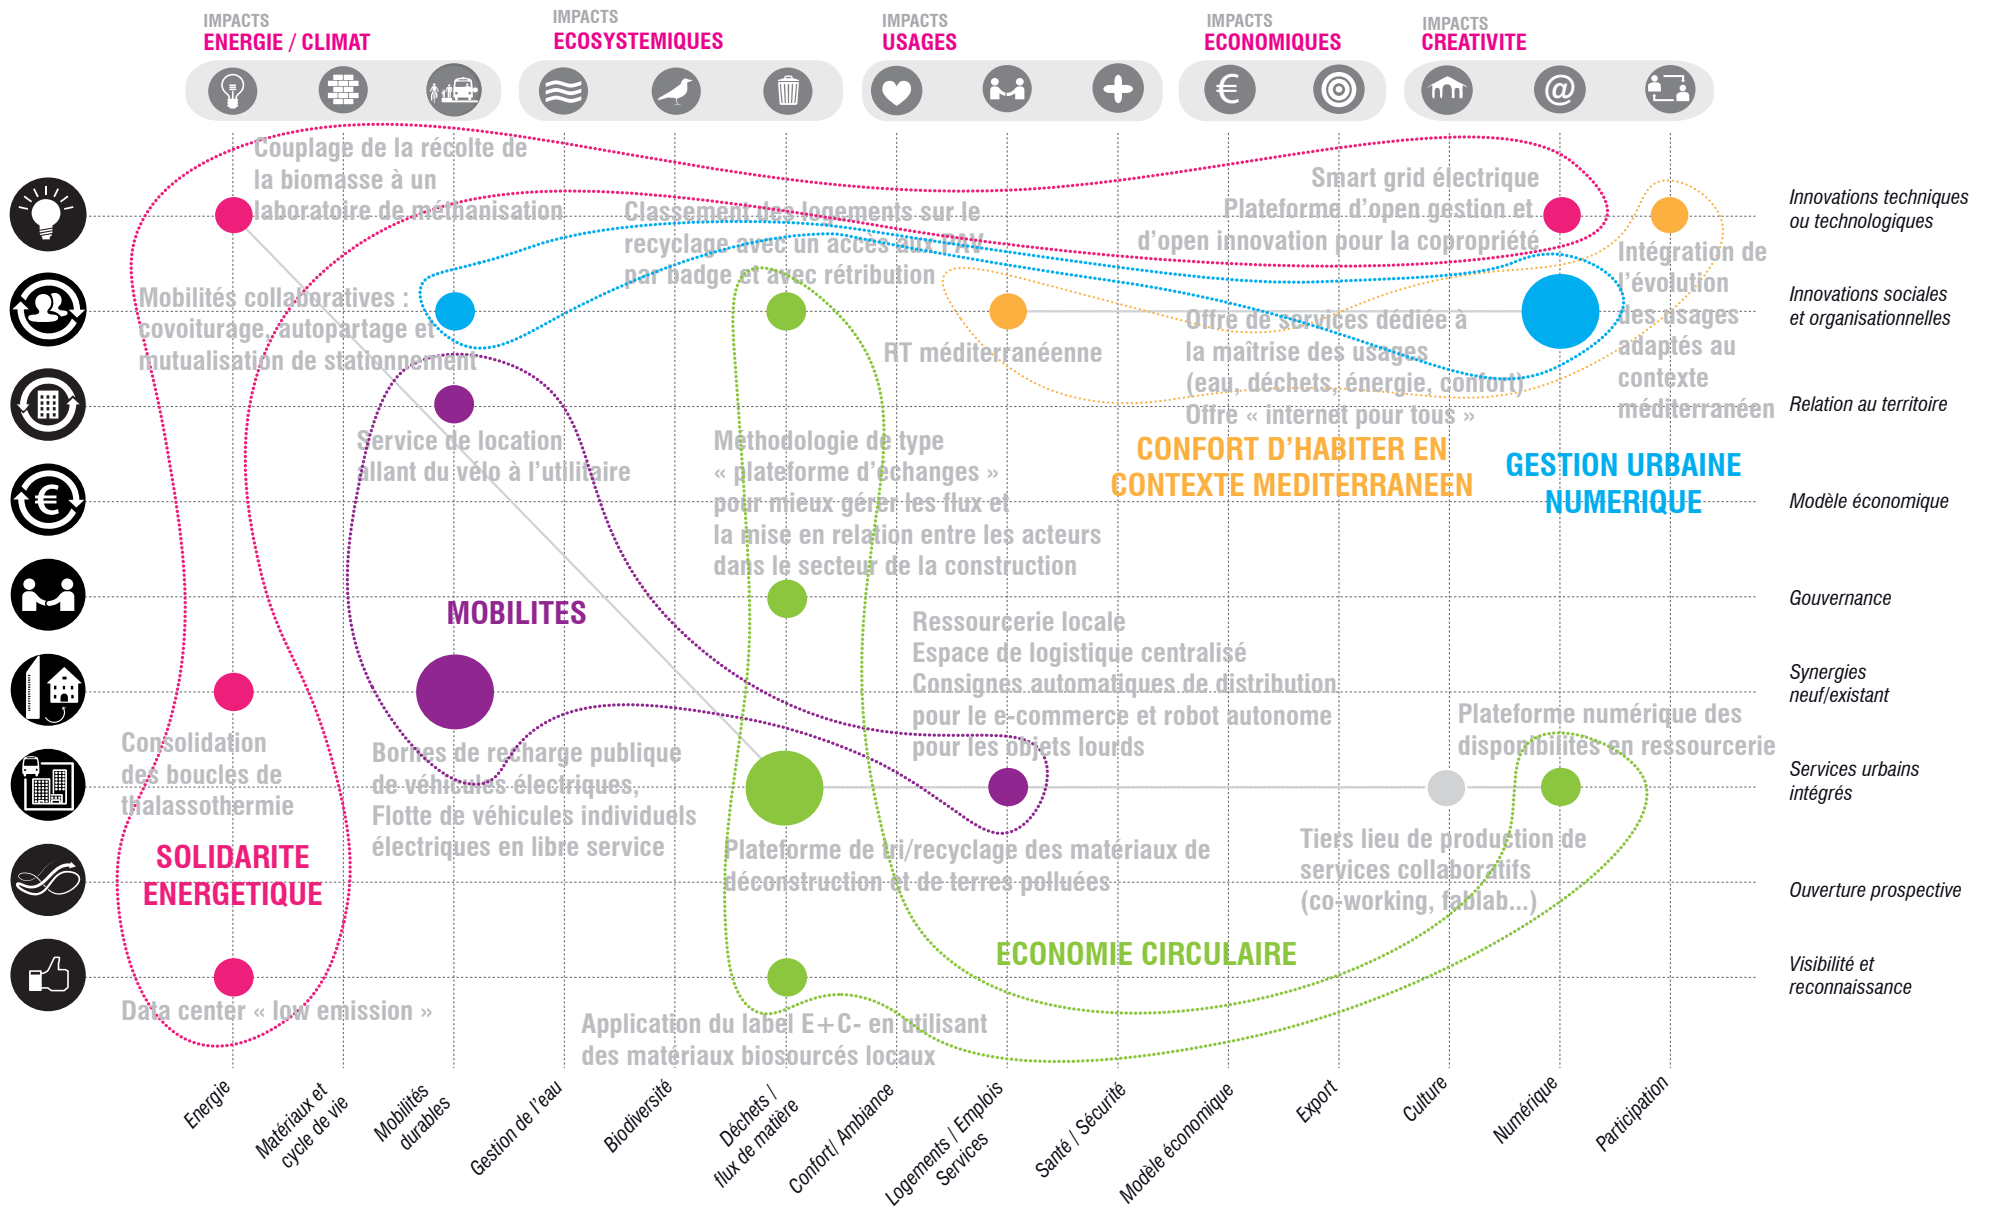 IMPACTS
ENERGIE / CLIMAT
IMPACTS
ECOSYSTEMIQUES
IMPACTS
USAGES
IMPACTS
ECONOMIQUES
IMPACTS
CREATIVITE
€
@
Couplage de la récolte de
la biomasse à un
laboratoire de méthanisation
Classement des logements sur le
recyclage avec un accès aux PAV
par badge et avec rétribution
Smart grid électrique
Plateforme d’open gestion et
d’open innovation pour la copropriété
Innovations techniques
ou technologiques
Intégration de
l’évolution
des usages
adaptés au
contexte
méditerranéen
Mobilités collaboratives :
covoiturage, autopartage et
mutualisation de stationnement
RT méditerranéenne
Offre de services dédiée à
la maîtrise des usages
(eau, déchets, énergie, confort)
Offre « internet pour tous »
Innovations sociales
et organisationnelles
Relation au territoire
Service de location
allant du vélo à l’utilitaire
Méthodologie de type
« plateforme d’échanges »
pour mieux gérer les flux et
la mise en relation entre les acteurs
dans le secteur de la construction
CONFORT D’HABITER EN
CONTEXTE MEDITERRANEEN
GESTION URBAINE
NUMERIQUE
€
Modèle économique
MOBILITES
Gouvernance
Ressourcerie locale
Espace de logistique centralisé
Consignes automatiques de distribution
pour le e-commerce et robot autonome
pour les objets lourds
Synergies
neuf/existant
Consolidation
des boucles de
thalassothermie
Bornes de recharge publique
de véhicules électriques,
Flotte de véhicules individuels
électriques en libre service
Plateforme numérique des
disponibilités en ressourcerie
Services urbains
intégrés
SOLIDARITE
ENERGETIQUE
Plateforme de tri/recyclage des matériaux de
déconstruction et de terres polluées
Tiers lieu de production de
services collaboratifs
(co-working, fablab...)
Ouverture prospective
ECONOMIE CIRCULAIRE
Visibilité et
reconnaissance
Data center « low emission »
Application du label E+C- en utilisant
des matériaux biosourcés locaux
Energie
Matériaux et
cycle de vie
Mobilités
durables
Gestion de l’eau
Biodiversité
Déchets /
flux de matière
Confort/ Ambiance
Logements / Emplois
Services
Santé / Sécurité
Modèle économique
Export
Culture
Numérique
Participation